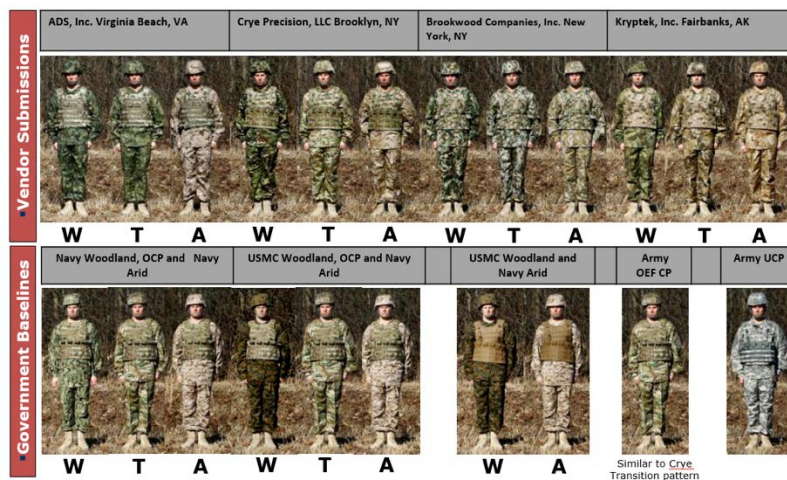 ▪Vendor Submissions
ADS, Inc. Virginia Beach, VA
Crye Precision, LLC Brooklyn, NY
Brookwood Companies, Inc. New
York, NY
Kryptek, Inc. Fairbanks, AK
W T A W T A W T A W T A
▪Government Baselines
Navy Woodland, OCP and Navy
Arid
USMC Woodland, OCP and Navy
Arid
USMC Woodland and
Navy Arid
Army
OEF CP
Army UCP
W T A W T A W A
Similar to Crye
Transition pattern